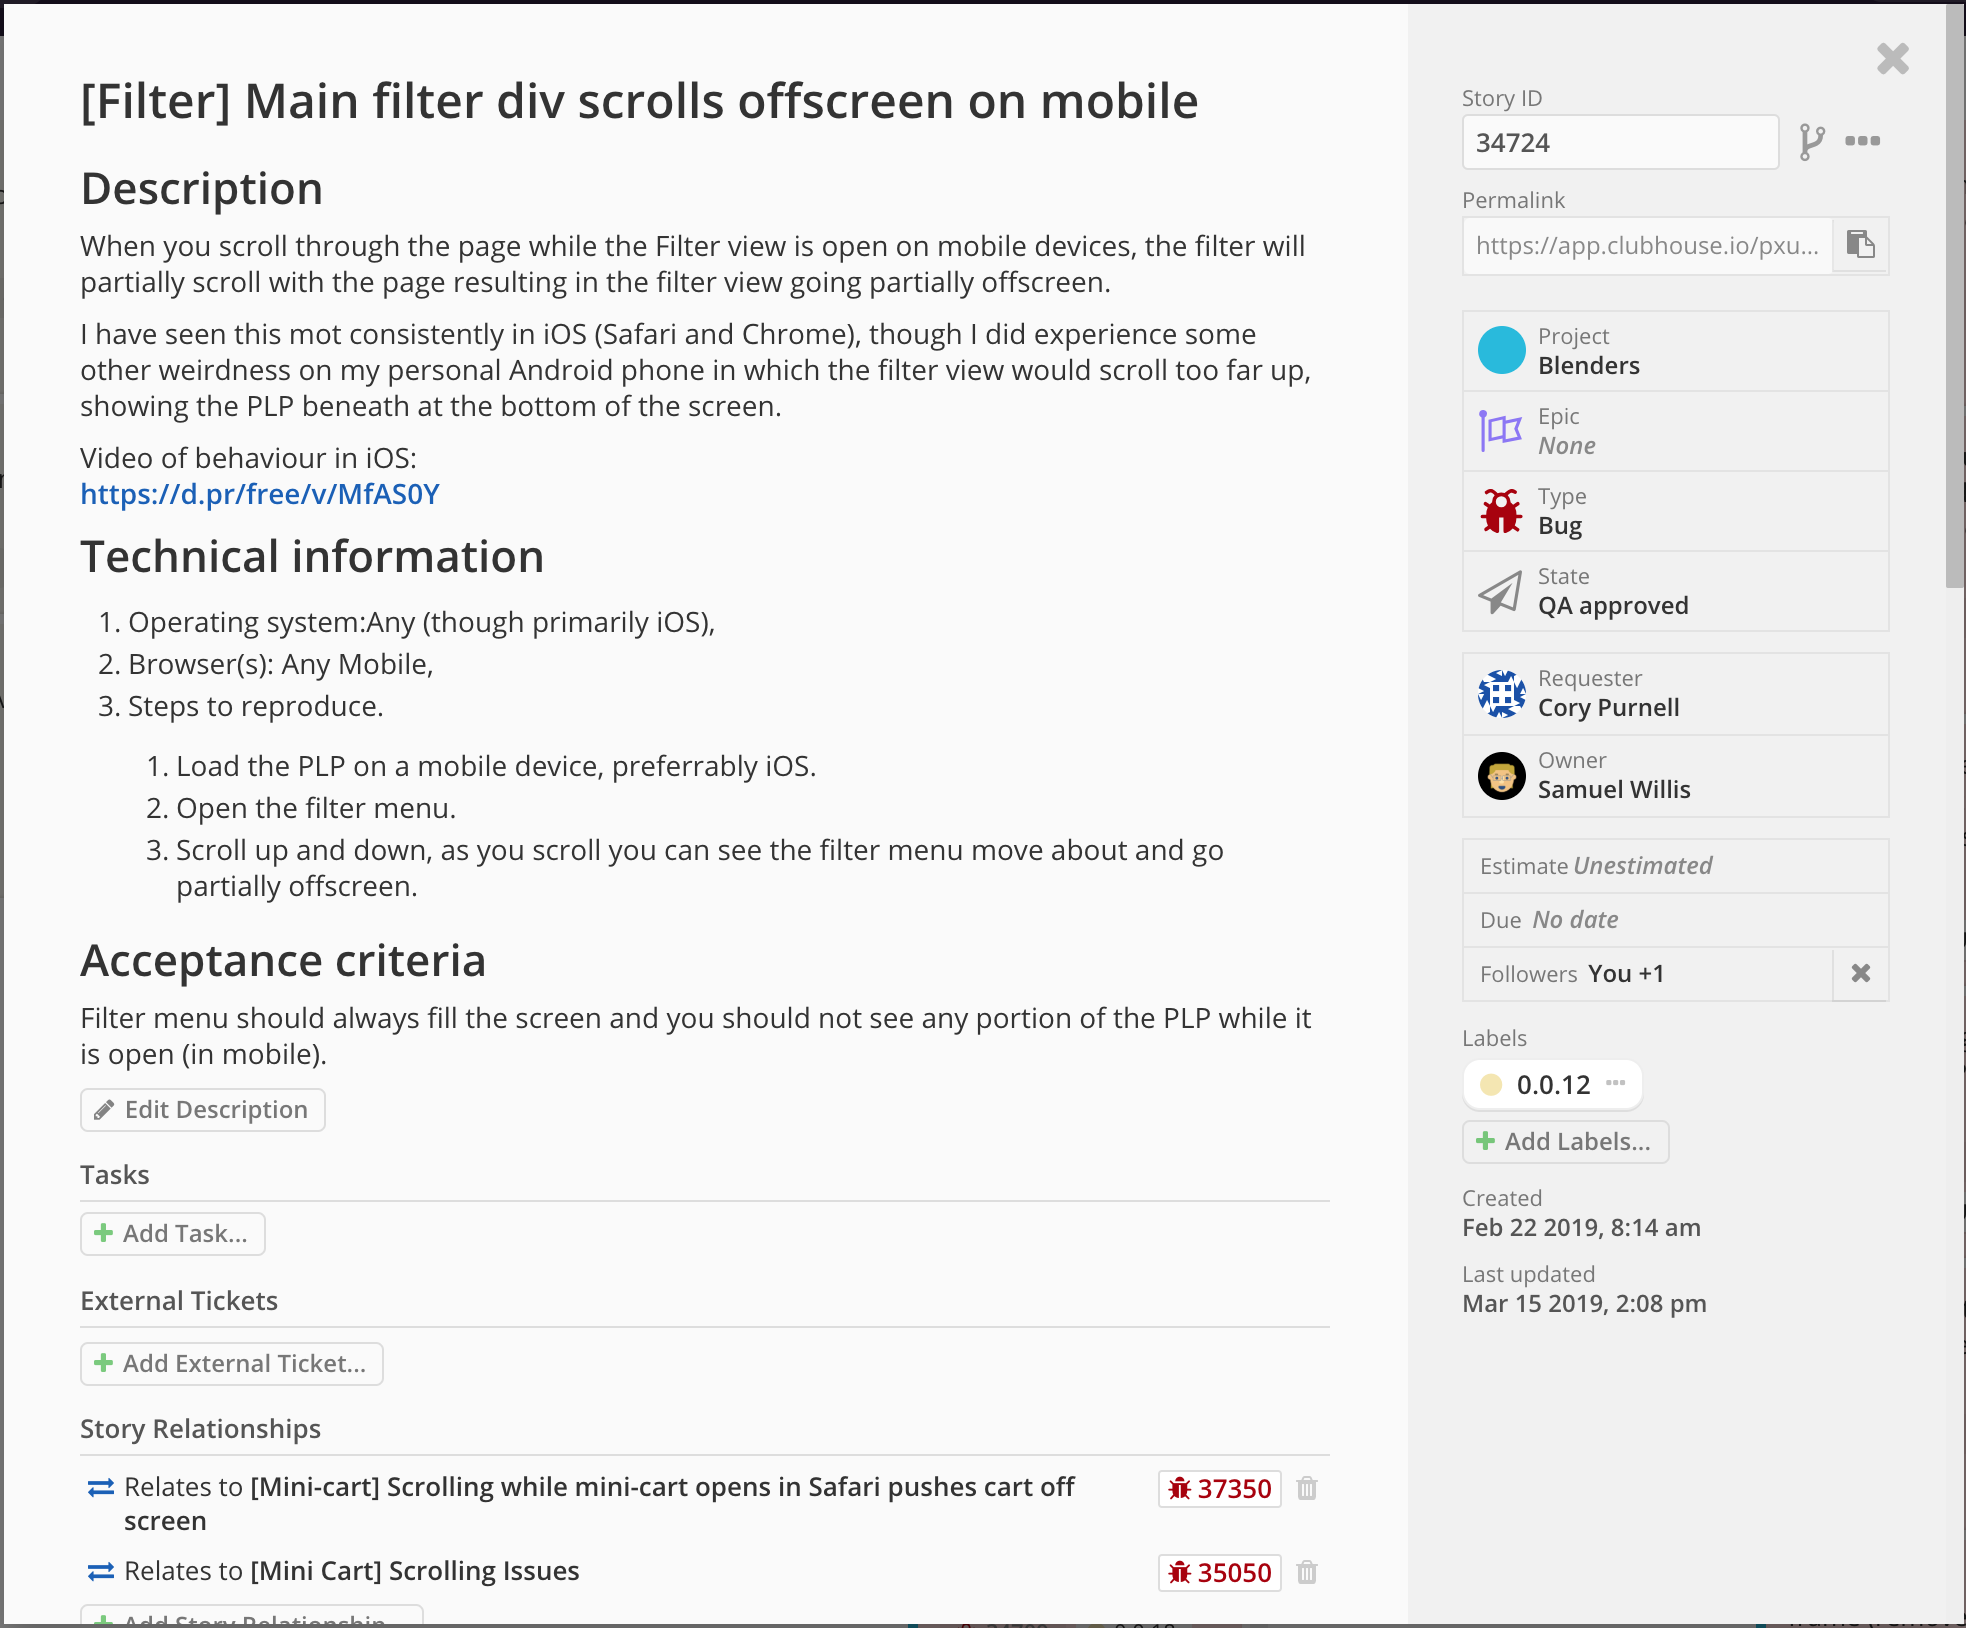 [Filter] Main filter div scrolls offscreen on mobile
Description
When you scroll through the page while the Filter view is open on mobile devices, the filter will
partially scroll with the page resulting in the filter view going partially offscreen.
I have seen this mot consistently in iOS (Safari and Chrome), though I did experience some
other weirdness on my personal Android phone in which the filter view would scroll too far up,
showing the PLP beneath at the bottom of the screen.
Video of behaviour in iOS:
https://d.pr/free/v/MfAS0Y
Technical information
1. Operating system:Any (though primarily iOS),
2. Browser(s): Any Mobile,
3. Steps to reproduce.
1. Load the PLP on a mobile device, preferrably iOS.
2. Open the filter menu.
3. Scroll up and down, as you scroll you can see the filter menu move about and go
partially offscreen.
Acceptance criteria
Filter menu should always fill the screen and you should not see any portion of the PLP while it
is open (in mobile).
Edit Description
Tasks
Add Task...
External Tickets
Add External Ticket...
Story Relationships
Relates to [Mini-cart] Scrolling while mini-cart opens in Safari pushes cart off
screen
37350
Relates to [Mini Cart] Scrolling Issues
35050
Add Story Relationship...
Story ID
34724
Permalink
https://app.clubhouse.io/pxu...
Project
Blenders
Epic
None
Type
Bug
State
QA approved
Requester
Cory Purnell
Owner
Samuel Willis
Estimate Unestimated
Due No date
Followers You +1
Labels
0.0.12
Add Labels...
Created
Feb 22 2019, 8:14 am
Last updated
Mar 15 2019, 2:08 pm